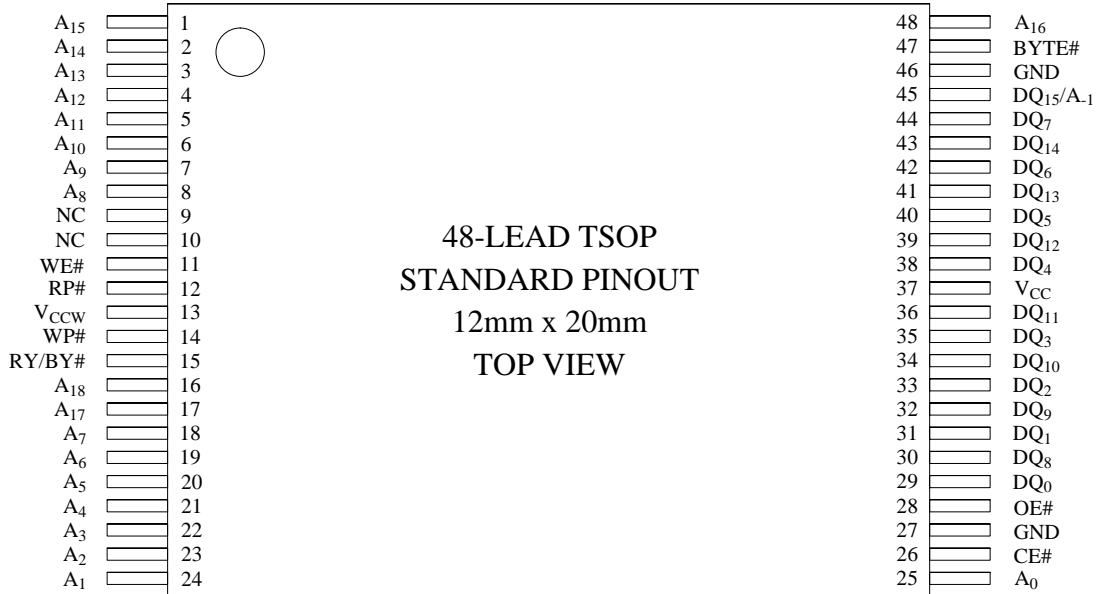 A₁₅ 1 48 A₁₆
A₁₄ 2 47 BYTE#
A₁₃ 3 46 GND
A₁₂ 4 45 DQ₁₅/A₋₁
A₁₁ 5 44 DQ₇
A₁₀ 6 43 DQ₁₄
A₉ 7 42 DQ₆
A₈ 8 41 DQ₁₃
NC 9 40 DQ₅
NC 10 39 DQ₁₂
WE# 11 38 DQ₄
RP# 12 37 V_CC
V_CCW 13 36 DQ₁₁
WP# 14 35 DQ₃
RY/BY# 15 34 DQ₁₀
A₁₈ 16 33 DQ₂
A₁₇ 17 32 DQ₉
A₇ 18 31 DQ₁
A₆ 19 30 DQ₈
A₅ 20 29 DQ₀
A₄ 21 28 OE#
A₃ 22 27 GND
A₂ 23 26 CE#
A₁ 24 25 A₀
48-LEAD TSOP
STANDARD PINOUT
12mm x 20mm
TOP VIEW